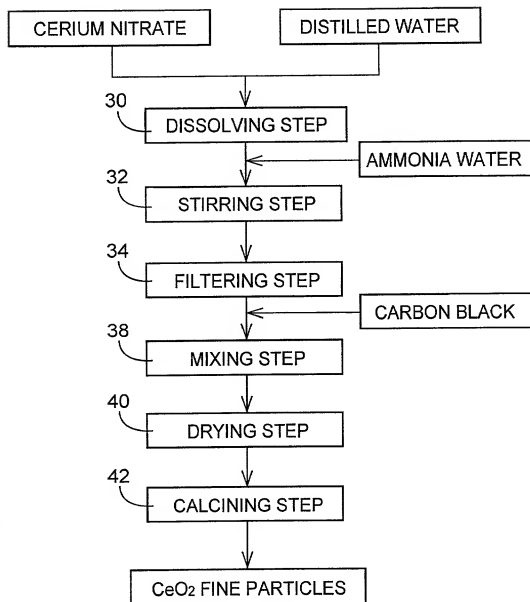 CERIUM NITRATE
DISTILLED WATER
30
DISSOLVING STEP
AMMONIA WATER
32
STIRRING STEP
34
FILTERING STEP
CARBON BLACK
38
MIXING STEP
40
DRYING STEP
42
CALCINING STEP
CeO₂ FINE PARTICLES